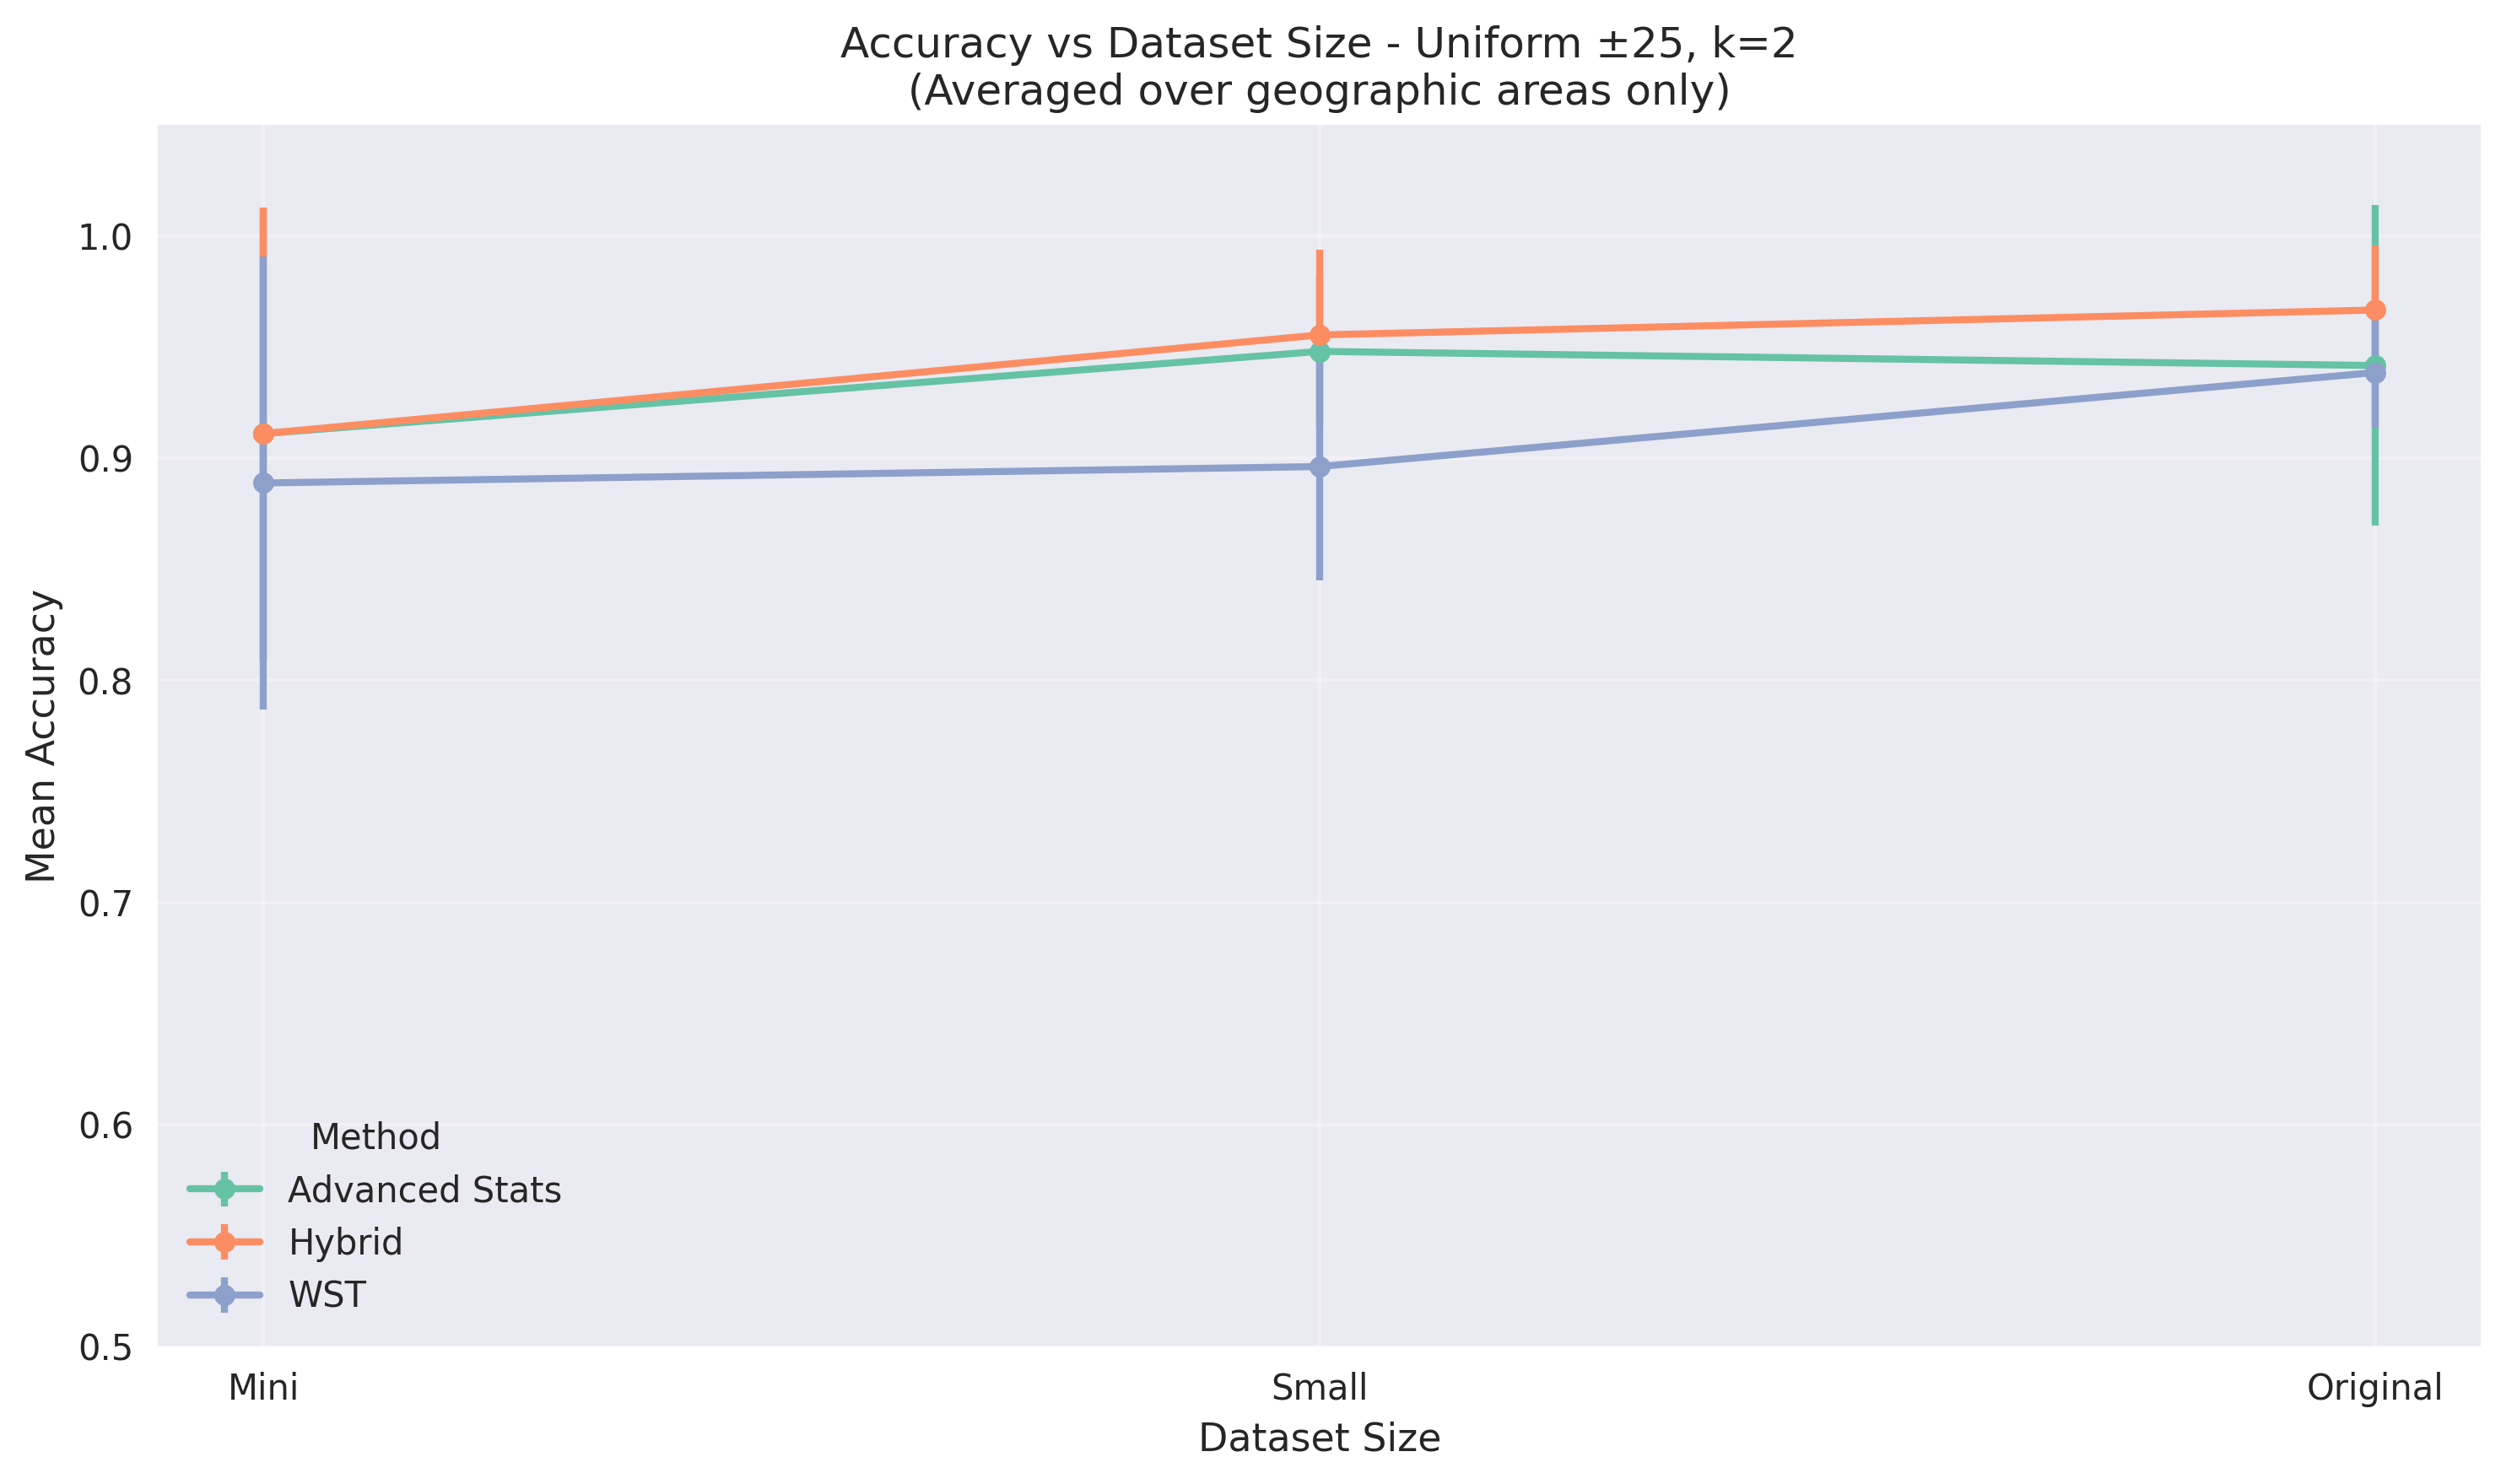 Accuracy vs Dataset Size - Uniform ±25, k=2
(Averaged over geographic areas only)
Mean Accuracy
1.0
0.9
0.8
0.7
0.6
0.5
Method
Advanced Stats
Hybrid
WST
Mini
Small
Original
Dataset Size